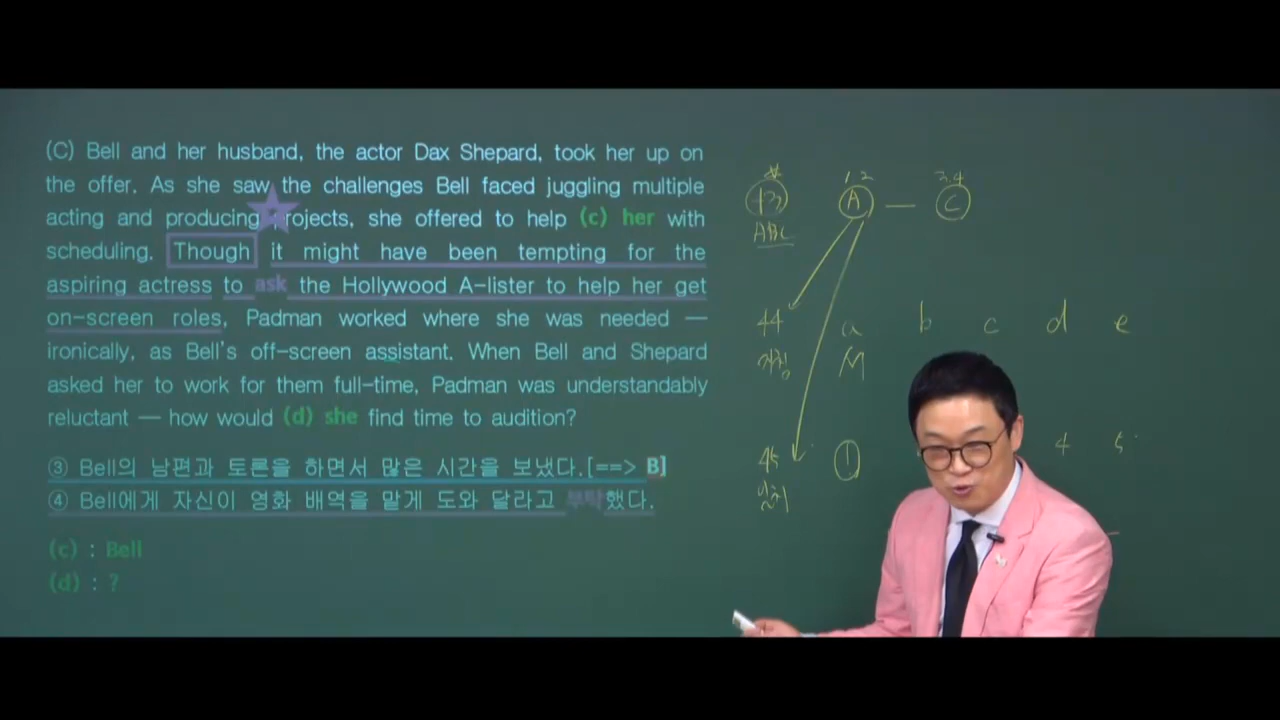 (C) Bell and her husband, the actor Dax Shepard, took her up on
the offer. As she saw the challenges Bell faced juggling multiple
acting and producing projects, she offered to help (c) her with
scheduling. Though it might have been tempting for the
aspiring actress to ask the Hollywood A-lister to help her get
on-screen roles, Padman worked where she was needed —
ironically, as Bell's off-screen assistant. When Bell and Shepard
asked her to work for them full-time, Padman was understandably
reluctant — how would (d) she find time to audition?
③ Bell의 남편과 토론을 하면서 많은 시간을 보냈다.[==> B]
④ Bell에게 자신이 영화 배역을 맡게 도와 달라고 부탁했다.
(c) : Bell
(d) : ?
43 A — C
1 2
3.4
ABC
44 a b c d e
M
45 ① 4 5